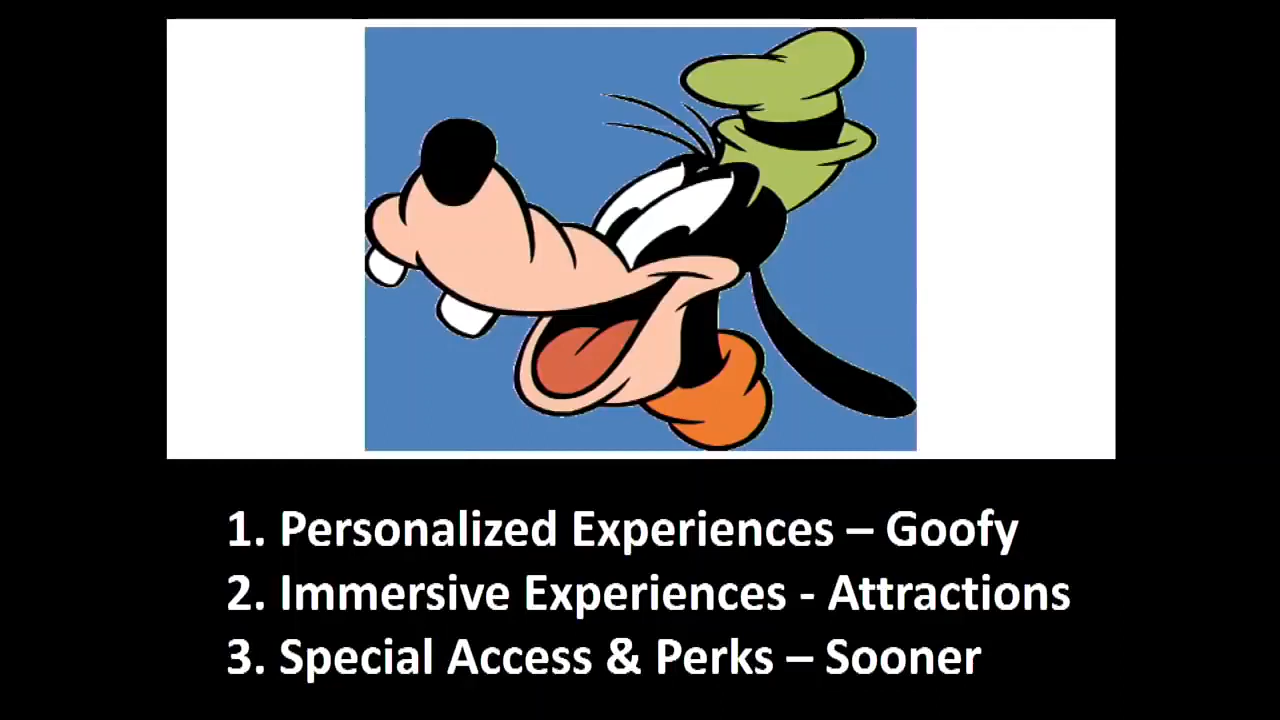 1. Personalized Experiences – Goofy
2. Immersive Experiences - Attractions
3. Special Access & Perks – Sooner